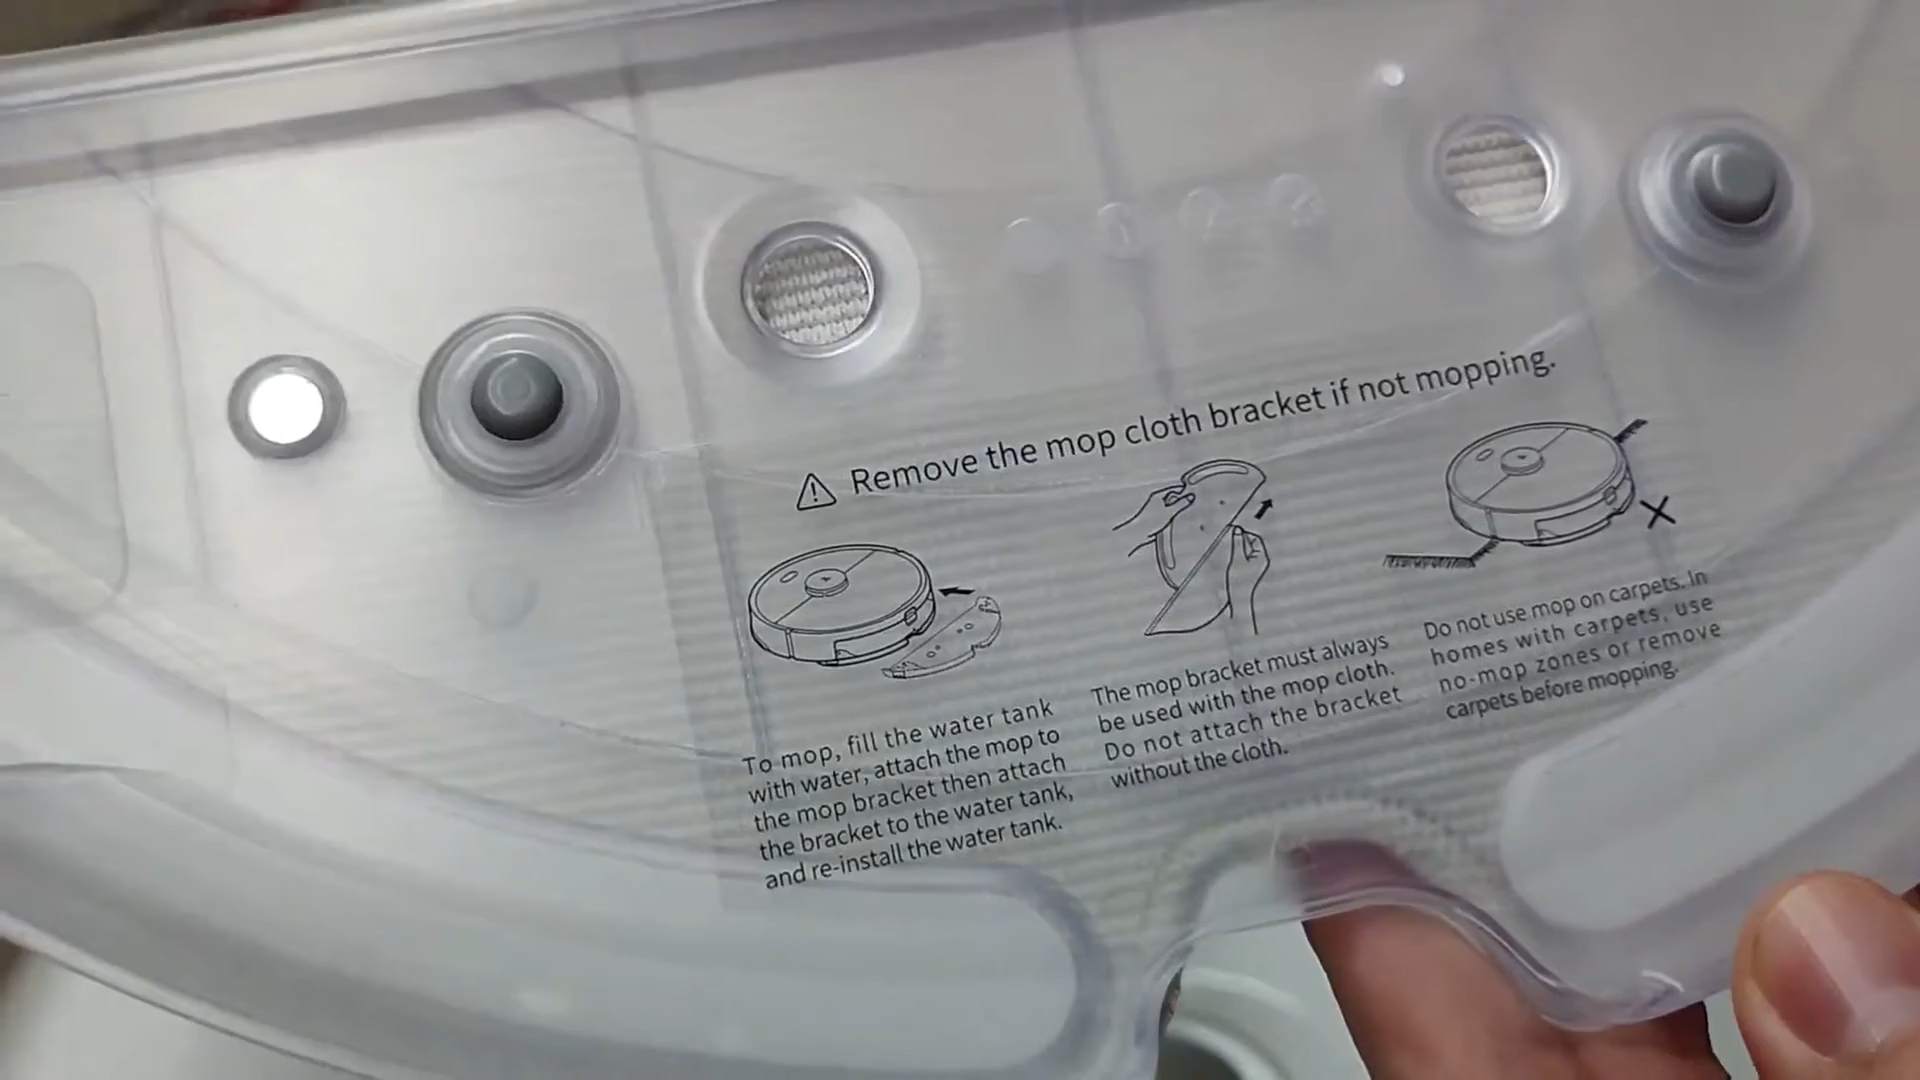 Remove the mop cloth bracket if not mopping.
To mop, fill the water tank
with water, attach the mop to
the mop bracket then attach
the bracket to the water tank,
and re-install the water tank.
The mop bracket must always
be used with the mop cloth.
Do not attach the bracket
without the cloth.
Do not use mop on carpets. In
homes with carpets, use
no-mop zones or remove
carpets before mopping.